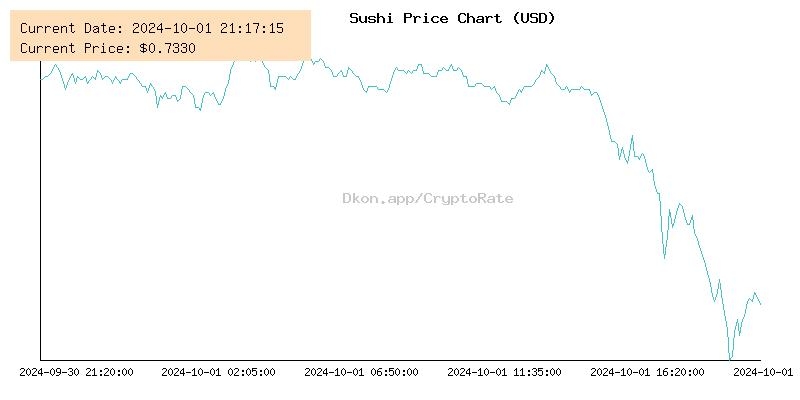 Sushi Price Chart (USD)
Current Date: 2024-10-01 21:17:15
Current Price: $0.7330
Dkon.app/CryptoRate
2024-09-30 21:20:00 2024-10-01 02:05:00 2024-10-01 06:50:00 2024-10-01 11:35:00 2024-10-01 16:20:00 2024-10-01